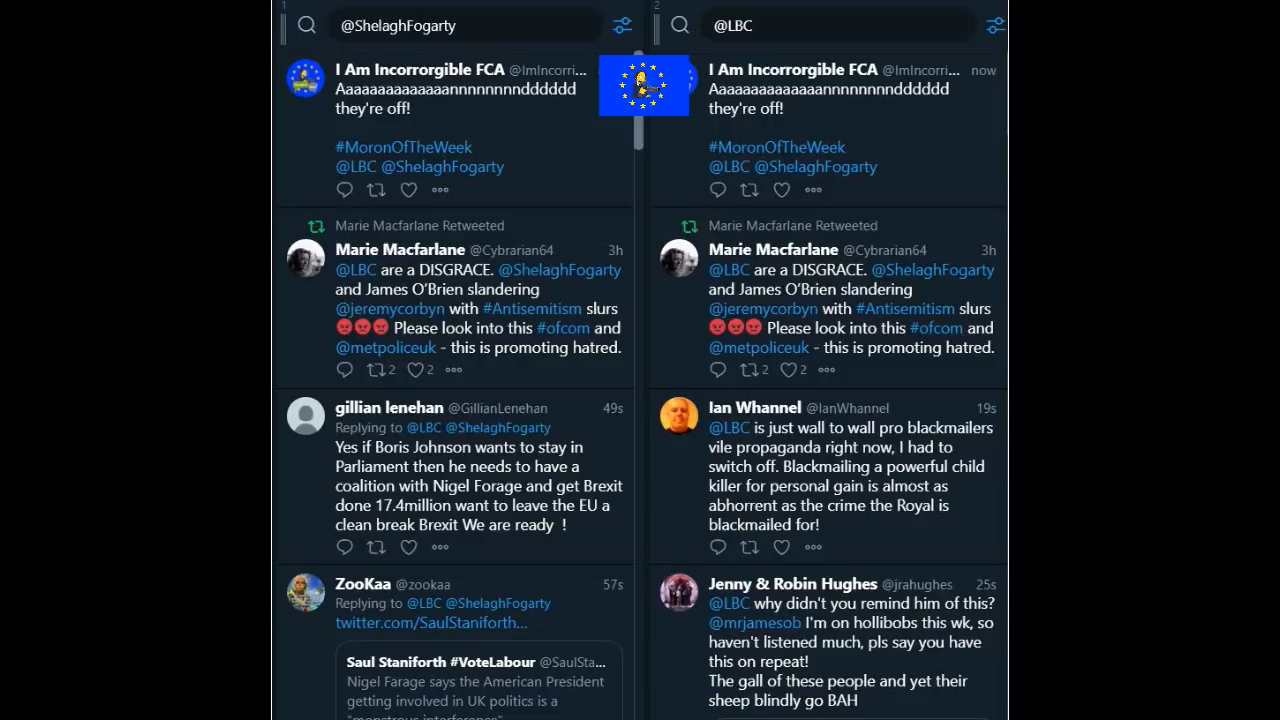 1
@ShelaghFogarty
I Am Incorrorgible FCA @ImIncorri...
Aaaaaaaaaaaaannnnnnnndddddd
they're off!
#MoronOfTheWeek
@LBC @ShelaghFogarty
Marie Macfarlane Retweeted
Marie Macfarlane @Cybrarian64 3h
@LBC are a DISGRACE. @ShelaghFogarty
and James O’Brien slandering
@jeremycorbyn with #Antisemitism slurs
😡😡😡 Please look into this #ofcom and
@metpoliceuk - this is promoting hatred.
2 2
gillian lenehan @GillianLenehan 49s
Replying to @LBC @ShelaghFogarty
Yes if Boris Johnson wants to stay in
Parliament then he needs to have a
coalition with Nigel Forage and get Brexit
done 17.4million want to leave the EU a
clean break Brexit We are ready !
ZooKaa @zookaa 57s
Replying to @LBC @ShelaghFogarty
twitter.com/SaulStaniforth...
Saul Staniforth #VoteLabour @SaulSta...
Nigel Farage says the American President
getting involved in UK politics is a
"monstrous interference"
2
@LBC
I Am Incorrorgible FCA @ImIncorri... now
Aaaaaaaaaaaaannnnnnnndddddd
they're off!
#MoronOfTheWeek
@LBC @ShelaghFogarty
Marie Macfarlane Retweeted
Marie Macfarlane @Cybrarian64 3h
@LBC are a DISGRACE. @ShelaghFogarty
and James O’Brien slandering
@jeremycorbyn with #Antisemitism slurs
😡😡😡 Please look into this #ofcom and
@metpoliceuk - this is promoting hatred.
2 2
Ian Whannel @IanWhannel 19s
@LBC is just wall to wall pro blackmailers
vile propaganda right now, I had to
switch off. Blackmailing a powerful child
killer for personal gain is almost as
abhorrent as the crime the Royal is
blackmailed for!
Jenny & Robin Hughes @jrahughes 25s
@LBC why didn't you remind him of this?
@mrjamesob I'm on hollibobs this wk, so
haven't listened much, pls say you have
this on repeat!
The gall of these people and yet their
sheep blindly go BAH